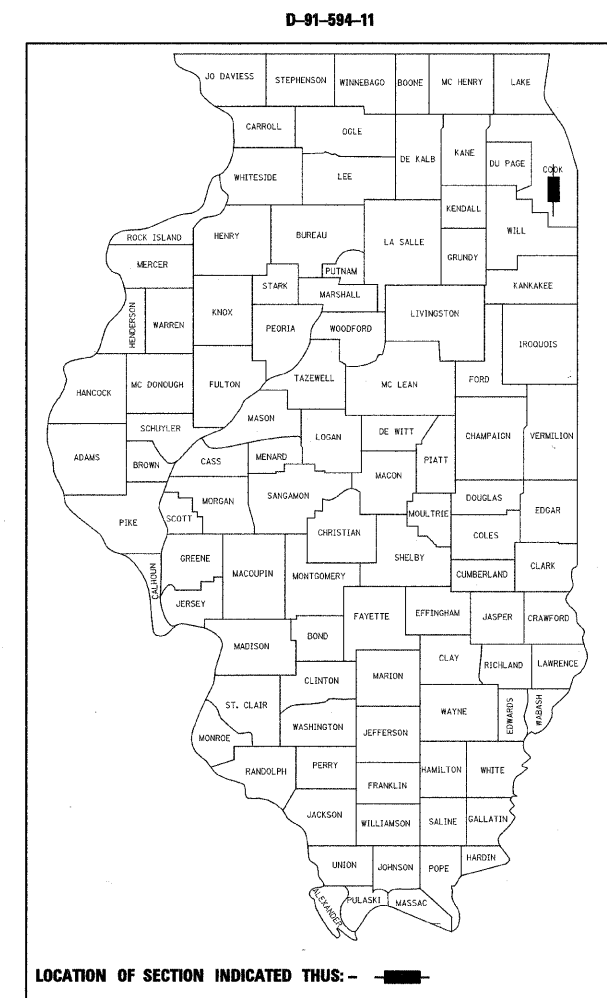 D-91-594-11
JO DAVIESS STEPHENSON WINNEBAGO BOONE MC HENRY LAKE
CARROLL OGLE
DE KALB KANE DU PAGE COOK
WHITESIDE LEE
KENDALL
ROCK ISLAND HENRY BUREAU LA SALLE WILL
MERCER PUTNAM GRUNDY
STARK MARSHALL KANKAKEE
HENDERSON WARREN KNOX PEORIA WOODFORD LIVINGSTON IROQUOIS
HANCOCK MC DONOUGH FULTON TAZEWELL MC LEAN FORD
MASON
SCHUYLER LOGAN DE WITT CHAMPAIGN VERMILION
ADAMS BROWN CASS MENARD PIATT
MACON
PIKE SCOTT MORGAN SANGAMON MOULTRIE DOUGLAS EDGAR
CHRISTIAN COLES
GREENE SHELBY
CALHOUN MACOUPIN MONTGOMERY CUMBERLAND CLARK
JERSEY
FAYETTE EFFINGHAM JASPER CRAWFORD
MADISON BOND
CLAY RICHLAND LAWRENCE
CLINTON MARION
ST. CLAIR WAYNE EDWARDS WABASH
MONROE WASHINGTON JEFFERSON
RANDOLPH PERRY HAMILTON WHITE
FRANKLIN
JACKSON WILLIAMSON SALINE GALLATIN
UNION JOHNSON POPE HARDIN
ALEXANDER PULASKI MASSAC
LOCATION OF SECTION INDICATED THUS: -